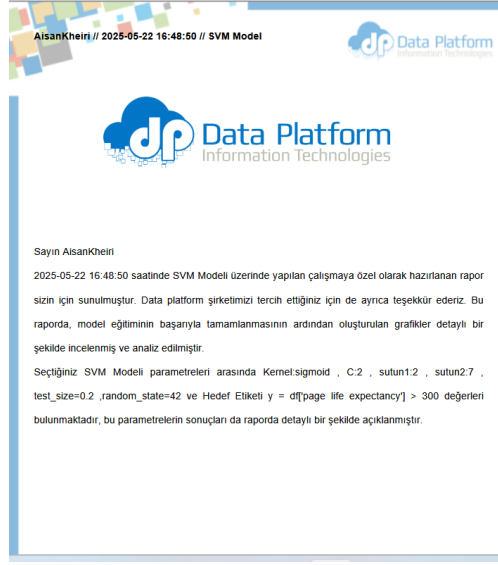 AisanKheiri // 2025-05-22 16:48:50 // SVM Model
dp Data Platform
Information Technologies
dp Data Platform
Information Technologies
Sayın AisanKheiri
2025-05-22 16:48:50 saatinde SVM Modeli üzerinde yapılan çalışmaya özel olarak hazırlanan rapor
sizin için sunulmuştur. Data platform şirketimizi tercih ettiğiniz için de ayrıca teşekkür ederiz. Bu
raporda, model eğitiminin başarıyla tamamlanmasının ardından oluşturulan grafikler detaylı bir
şekilde incelenmiş ve analiz edilmiştir.
Seçtiğiniz SVM Modeli parametreleri arasında Kernel:sigmoid , C:2 , sutun1:2 , sutun2:7 ,
test_size=0.2 ,random_state=42 ve Hedef Etiketi y = df['page life expectancy'] > 300 değerleri
bulunmaktadır, bu parametrelerin sonuçları da raporda detaylı bir şekilde açıklanmıştır.